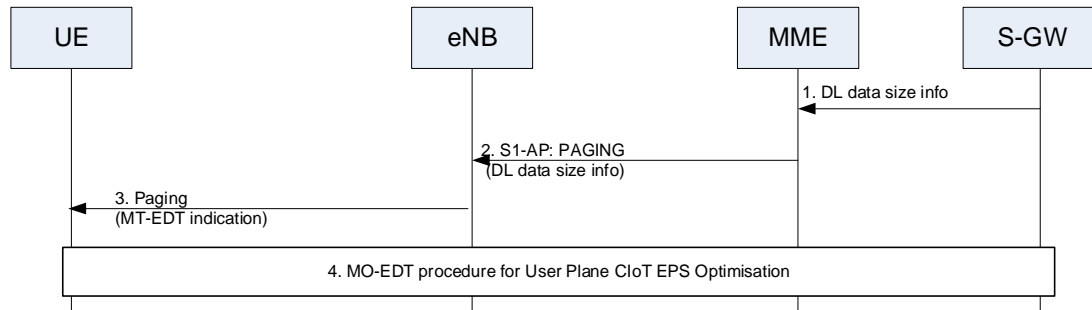 UE
eNB
MME
S-GW
1. DL data size info
2. S1-AP: PAGING
(DL data size info)
3. Paging
(MT-EDT indication)
4. MO-EDT procedure for User Plane CIoT EPS Optimisation